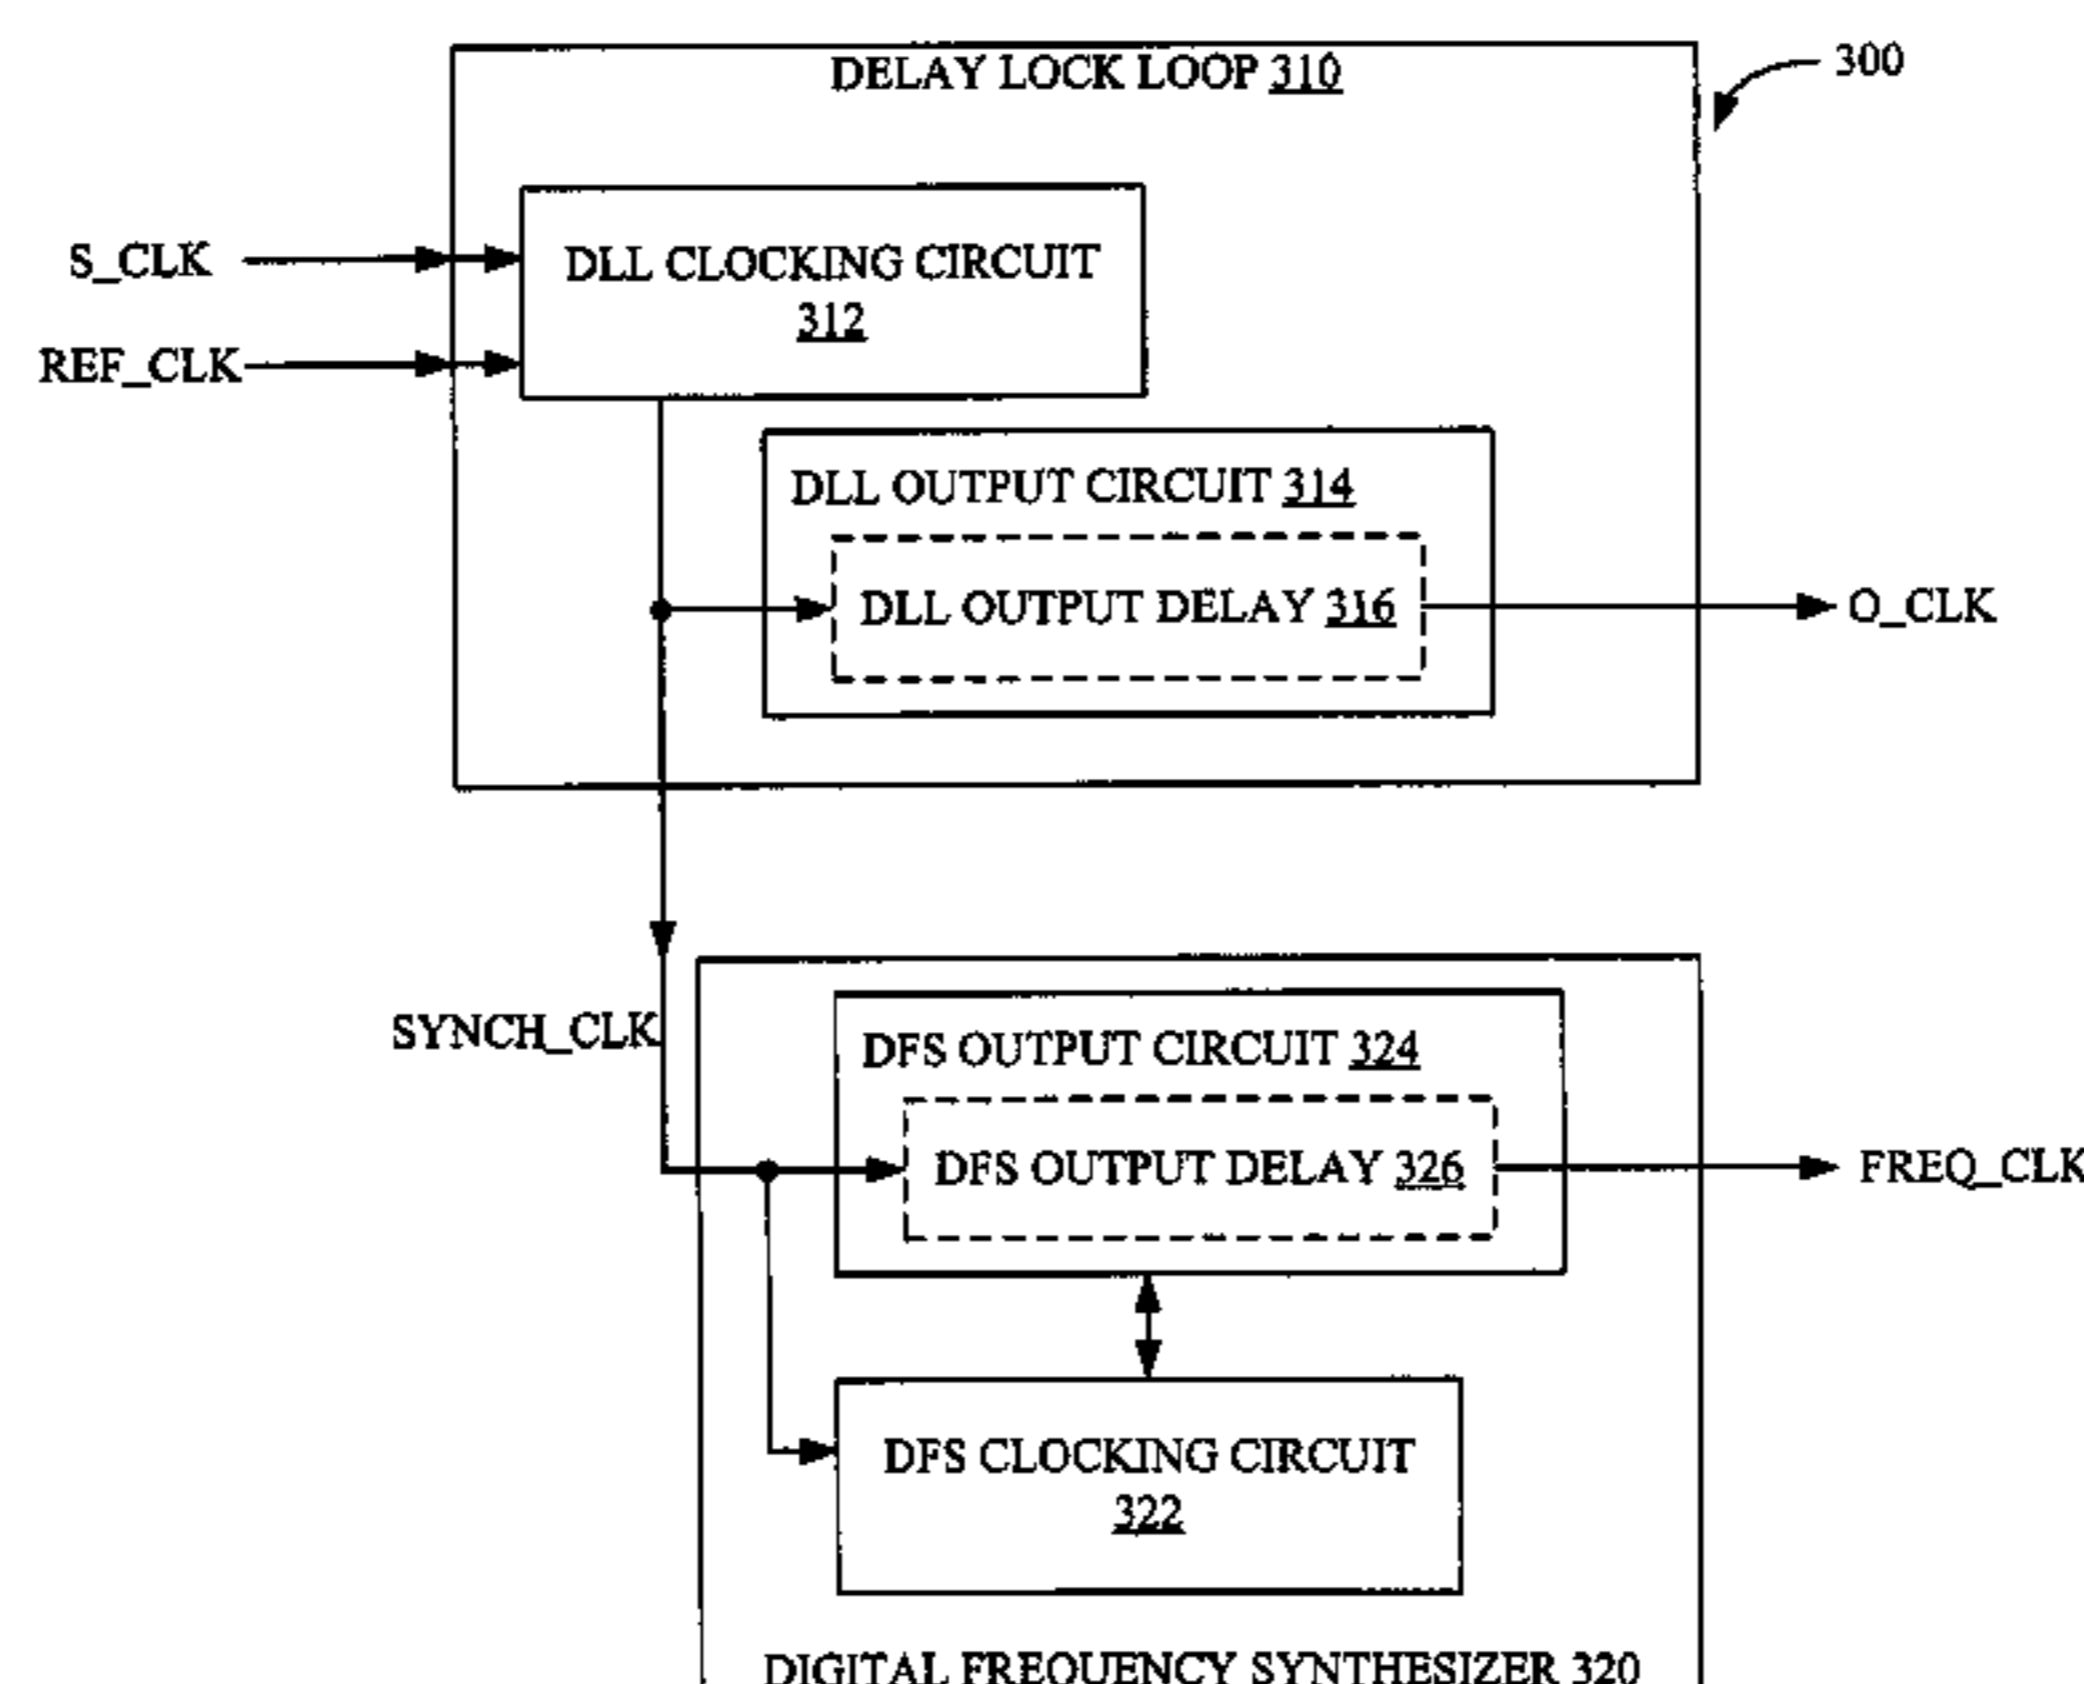 DELAY LOCK LOOP 310
300
S_CLK
DLL CLOCKING CIRCUIT
312
REF_CLK
DLL OUTPUT CIRCUIT 314
DLL OUTPUT DELAY 316
O_CLK
SYNCH_CLK
DFS OUTPUT CIRCUIT 324
DFS OUTPUT DELAY 326
FREQ_CLK
DFS CLOCKING CIRCUIT
322
DIGITAL FREQUENCY SYNTHESIZER 320